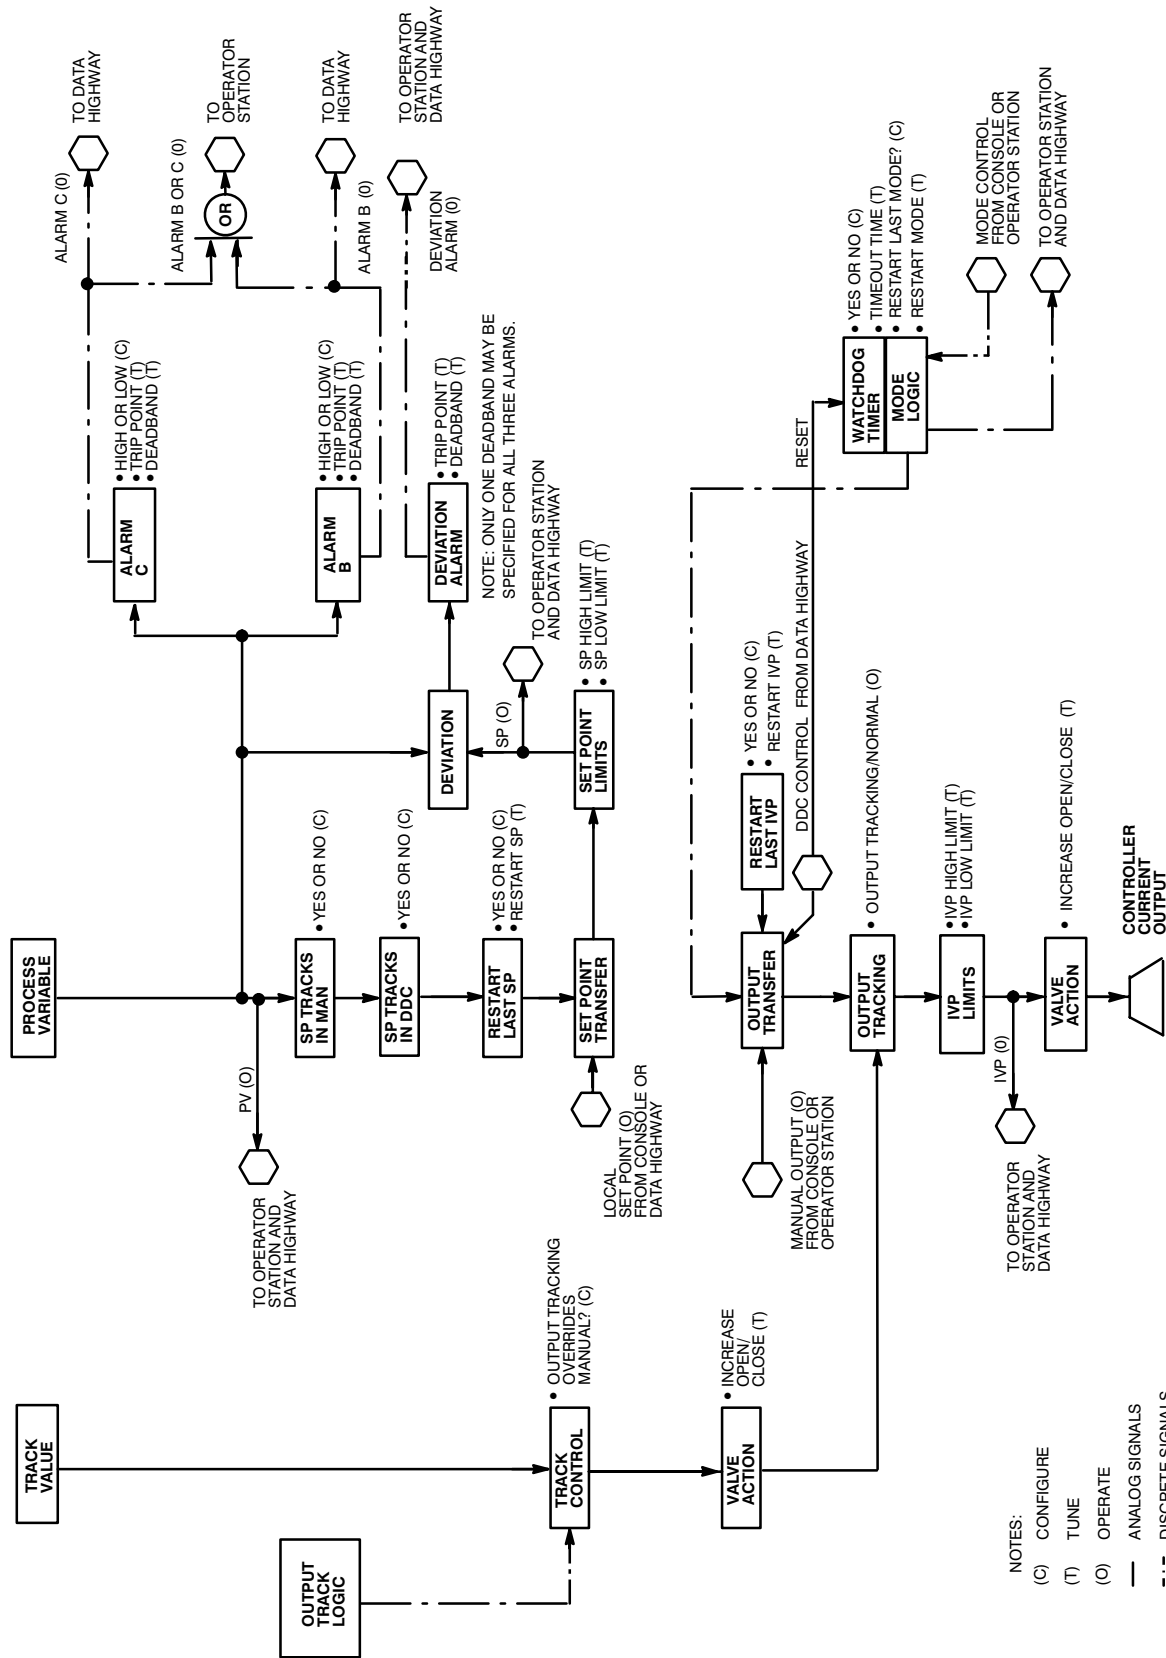 TRACK
VALUE
OUTPUT
TRACK
LOGIC
TRACK
CONTROL
• OUTPUT TRACKING
OVERRIDES
MANUAL? (C)
VALVE
ACTION
• INCREASE
OPEN/
CLOSE (T)
PROCESS
VARIABLE
PV (O)
TO OPERATOR
STATION AND
DATA HIGHWAY
SP TRACKS
IN MAN
• YES OR NO (C)
SP TRACKS
IN DDC
• YES OR NO (C)
RESTART
LAST SP
• YES OR NO (C)
• RESTART SP (T)
SET POINT
TRANSFER
LOCAL
SET POINT (O)
FROM CONSOLE OR
DATA HIGHWAY
SET POINT
LIMITS
• SP HIGH LIMIT (T)
• SP LOW LIMIT (T)
SP (O)
TO OPERATOR STATION
AND DATA HIGHWAY
DEVIATION
DEVIATION
ALARM
• TRIP POINT (T)
• DEADBAND (T)
NOTE: ONLY ONE DEADBAND MAY BE
SPECIFIED FOR ALL THREE ALARMS.
ALARM
C
• HIGH OR LOW (C)
• TRIP POINT (T)
• DEADBAND (T)
ALARM
B
• HIGH OR LOW (C)
• TRIP POINT (T)
• DEADBAND (T)
ALARM C (0)
TO DATA
HIGHWAY
ALARM B OR C (0)
OR
TO
OPERATOR
STATION
ALARM B (0)
TO DATA
HIGHWAY
DEVIATION
ALARM (0)
TO OPERATOR
STATION AND
DATA HIGHWAY
OUTPUT
TRANSFER
MANUAL OUTPUT (O)
FROM CONSOLE OR
OPERATOR STATION
RESTART
LAST IVP
• YES OR NO (C)
• RESTART IVP (T)
DDC CONTROL FROM DATA HIGHWAY
RESET
WATCHDOG
TIMER
MODE
LOGIC
• YES OR NO (C)
• TIMEOUT TIME (T)
• RESTART LAST MODE? (C)
• RESTART MODE (T)
MODE CONTROL
FROM CONSOLE OR
OPERATOR STATION
TO OPERATOR STATION
AND DATA HIGHWAY
OUTPUT
TRACKING
• OUTPUT TRACKING/NORMAL (O)
IVP
LIMITS
• IVP HIGH LIMIT (T)
• IVP LOW LIMIT (T)
IVP (0)
TO OPERATOR
STATION AND
DATA HIGHWAY
VALVE
ACTION
• INCREASE OPEN/CLOSE (T)
CONTROLLER
CURRENT
OUTPUT
NOTES:
(C) CONFIGURE
(T) TUNE
(O) OPERATE
ANALOG SIGNALS
DISCRETE SIGNALS